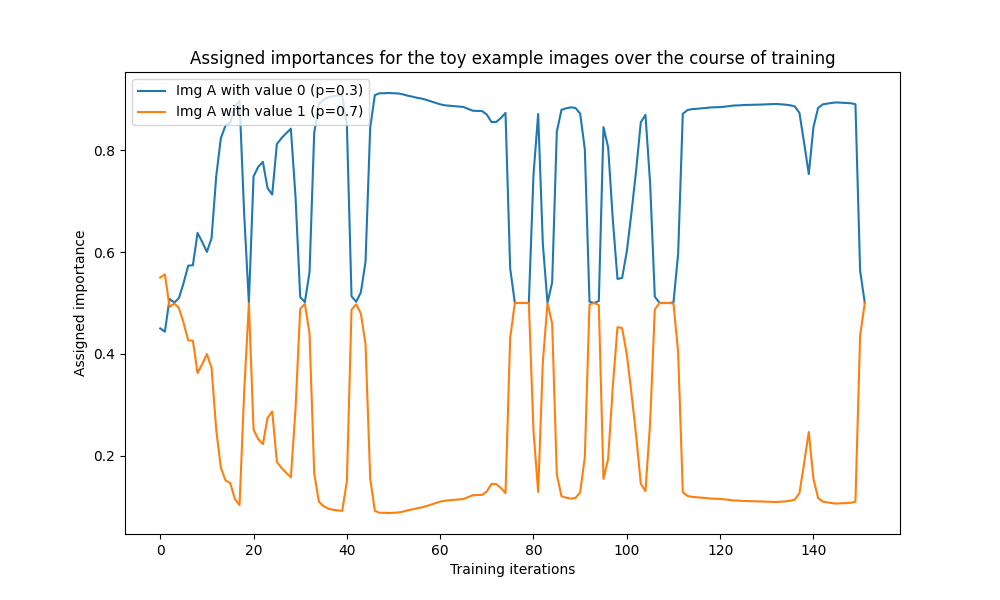 Assigned importances for the toy example images over the course of training
Img A with value 0 (p=0.3)
Img A with value 1 (p=0.7)
Assigned importance
0.8
0.6
0.4
0.2
0 20 40 60 80 100 120 140
Training iterations